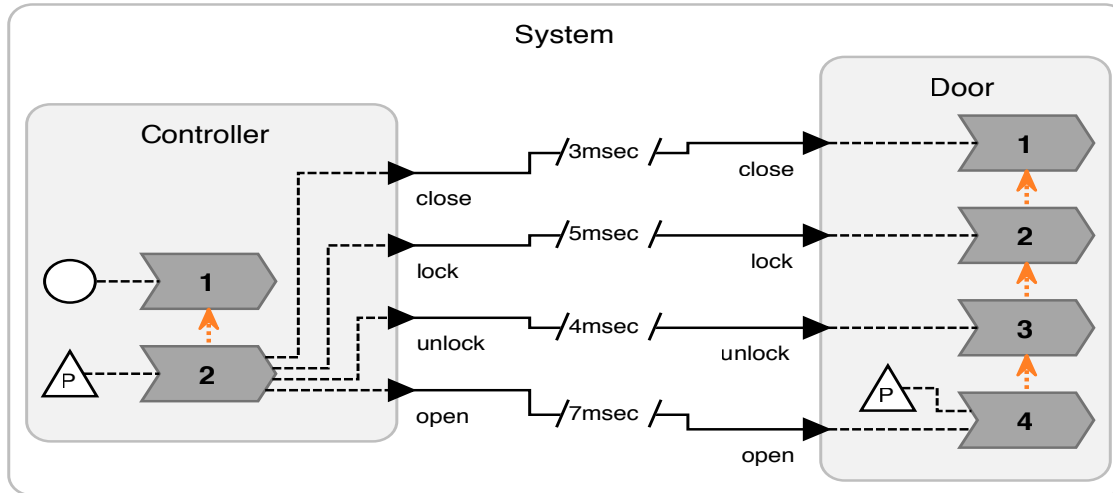 System
Controller
Door
1
2
P
close
lock
unlock
open
3msec
5msec
4msec
7msec
close
lock
unlock
open
1
2
3
P
4